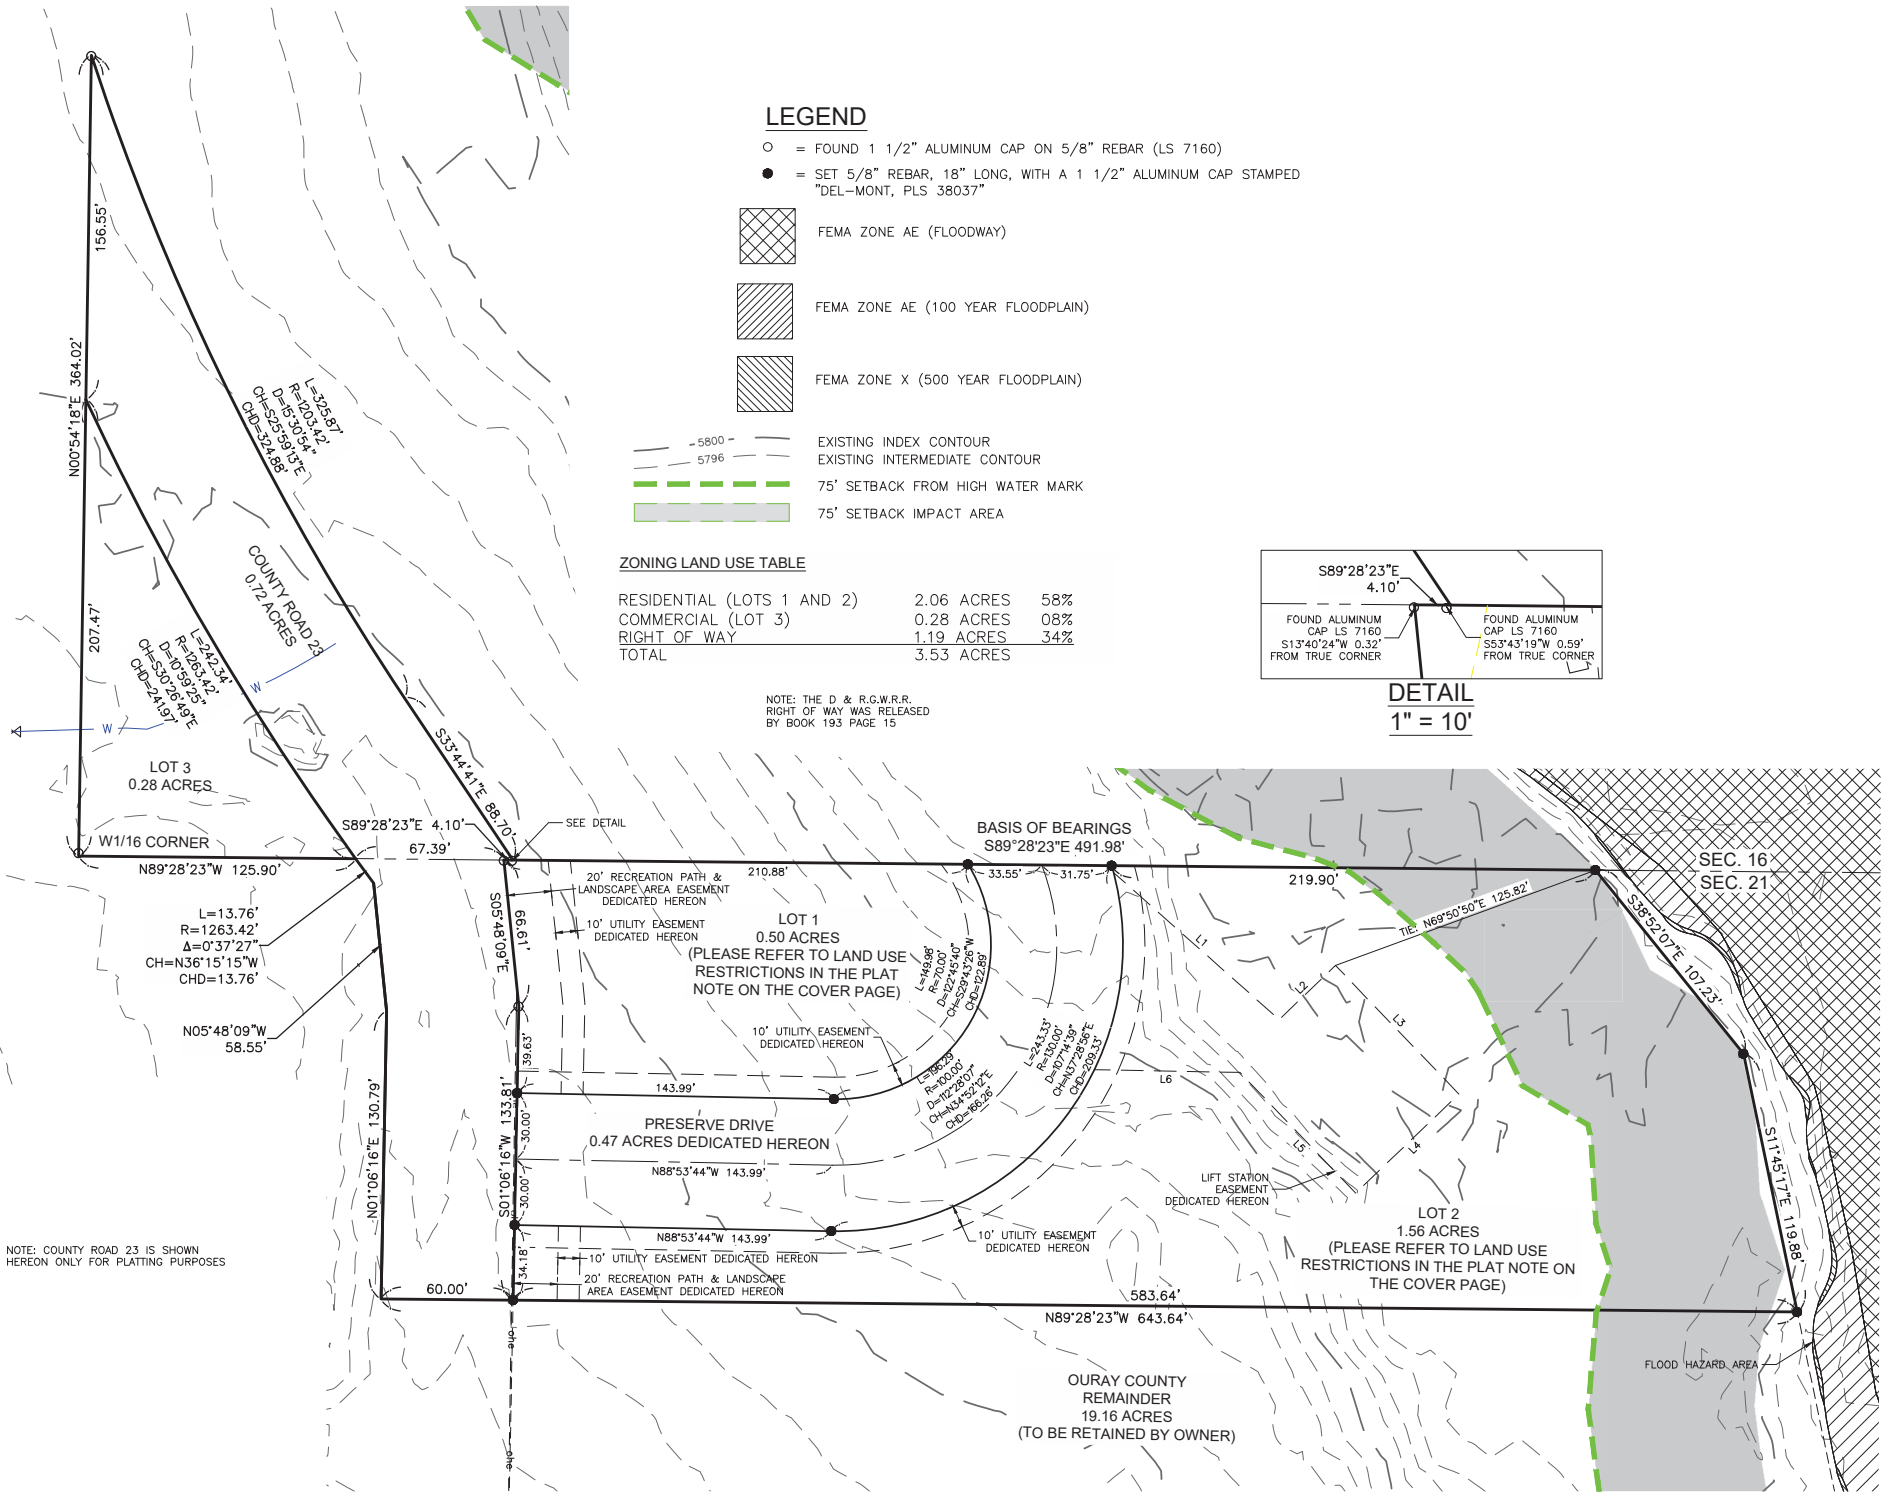 LEGEND
= FOUND 1 1/2" ALUMINUM CAP ON 5/8" REBAR (LS 7160)
= SET 5/8" REBAR, 18" LONG, WITH A 1 1/2" ALUMINUM CAP STAMPED
"DEL-MONT, PLS 38037"
FEMA ZONE AE (FLOODWAY)
FEMA ZONE AE (100 YEAR FLOODPLAIN)
FEMA ZONE X (500 YEAR FLOODPLAIN)
5800
EXISTING INDEX CONTOUR
5796
EXISTING INTERMEDIATE CONTOUR
75' SETBACK FROM HIGH WATER MARK
75' SETBACK IMPACT AREA
ZONING LAND USE TABLE
RESIDENTIAL (LOTS 1 AND 2) 2.06 ACRES 58%
COMMERCIAL (LOT 3) 0.28 ACRES 08%
RIGHT OF WAY 1.19 ACRES 34%
TOTAL 3.53 ACRES
NOTE: THE D & R.G.W.R.R.
RIGHT OF WAY WAS RELEASED
BY BOOK 193 PAGE 15
S89°28'23"E
4.10'
FOUND ALUMINUM
CAP LS 7160
S13°40'24"W 0.32'
FROM TRUE CORNER
FOUND ALUMINUM
CAP LS 7160
S53°43'19"W 0.59'
FROM TRUE CORNER
DETAIL
1" = 10'
156.55'
N00°54'18"E 364.02'
207.47'
L=325.87'
R=1203.42'
D=15°30'54"
CH=S25°59'13"E
CHD=324.88'
COUNTY ROAD 23
0.72 ACRES
L=242.34'
R=1263.42'
D=10°59'25"
CH=S30°26'49"E
CHD=241.97'
W
W
LOT 3
0.28 ACRES
W1/16 CORNER
N89°28'23"W 125.90'
S33°44'41"E 88.70'
S89°28'23"E 4.10'
67.39'
SEE DETAIL
L=13.76'
R=1263.42'
Δ=0°37'27"
CH=N36°15'15"W
CHD=13.76'
N05°48'09"W
58.55'
N01°06'16"E 130.79'
NOTE: COUNTY ROAD 23 IS SHOWN
HEREON ONLY FOR PLATTING PURPOSES
60.00'
S05°48'09"E
66.61'
39.63'
S01°06'16"W 133.81'
30.00'
30.00'
34.18'
20' RECREATION PATH &
LANDSCAPE AREA EASEMENT
DEDICATED HEREON
10' UTILITY EASEMENT
DEDICATED HEREON
210.88'
LOT 1
0.50 ACRES
(PLEASE REFER TO LAND USE
RESTRICTIONS IN THE PLAT
NOTE ON THE COVER PAGE)
BASIS OF BEARINGS
S89°28'23"E 491.98'
33.55'
31.75'
219.90'
SEC. 16
SEC. 21
TIE: N69°50'50"E 125.82'
S38°52'07"E 107.23'
S11°45'17"E 119.88'
L=149.98'
R=70.00'
D=122°45'40"
CH=S29°43'26"W
CHD=122.89'
10' UTILITY EASEMENT
DEDICATED HEREON
L=196.29'
R=100.00'
D=112°28'07"
CH=N34°52'12"E
CHD=166.26'
L=243.33'
R=130.00'
D=107°14'39"
CH=N37°28'56"E
CHD=209.33'
L1
L2
L3
L4
L5
L6
143.99'
PRESERVE DRIVE
0.47 ACRES DEDICATED HEREON
N88°53'44"W 143.99'
N88°53'44"W 143.99'
10' UTILITY EASEMENT DEDICATED HEREON
20' RECREATION PATH & LANDSCAPE
AREA EASEMENT DEDICATED HEREON
10' UTILITY EASEMENT
DEDICATED HEREON
LIFT STATION
EASEMENT
DEDICATED HEREON
LOT 2
1.56 ACRES
(PLEASE REFER TO LAND USE
RESTRICTIONS IN THE PLAT NOTE ON
THE COVER PAGE)
583.64'
N89°28'23"W 643.64'
FLOOD HAZARD AREA
OURAY COUNTY
REMAINDER
19.16 ACRES
(TO BE RETAINED BY OWNER)
ohe
ohe